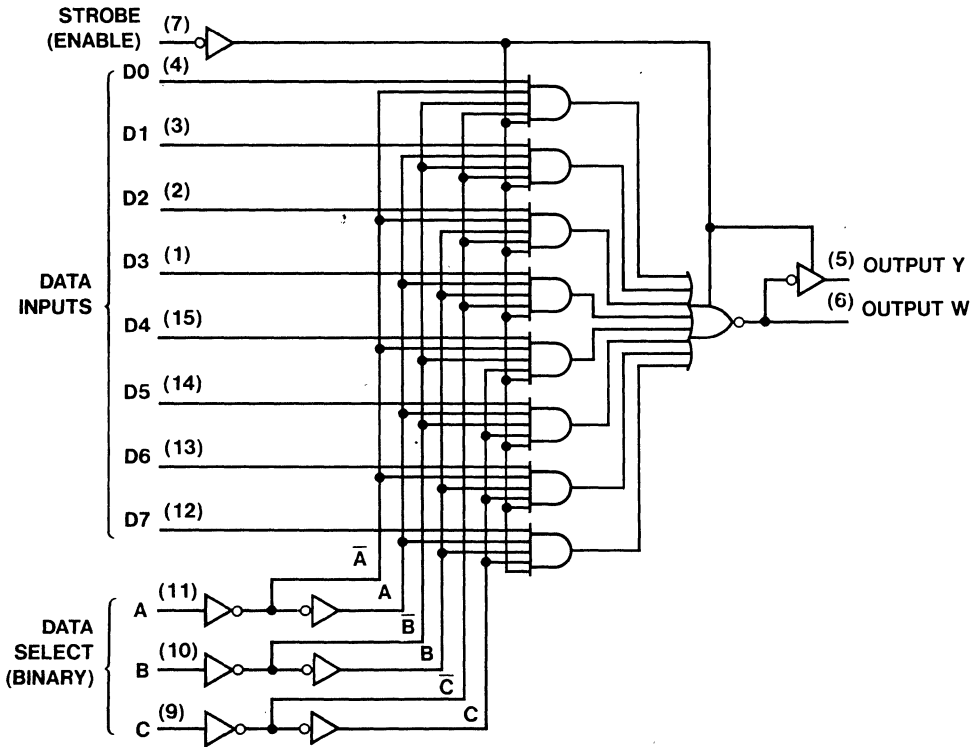 STROBE (7)
(ENABLE)
D0 (4)
D1 (3)
D2 (2)
D3 (1)
DATA
INPUTS
D4 (15)
D5 (14)
D6 (13)
D7 (12)
(5) OUTPUT Y
(6) OUTPUT W
A̅
A (11)
A
B̅
DATA
SELECT
(BINARY)
B (10)
B
C̅
C (9)
C